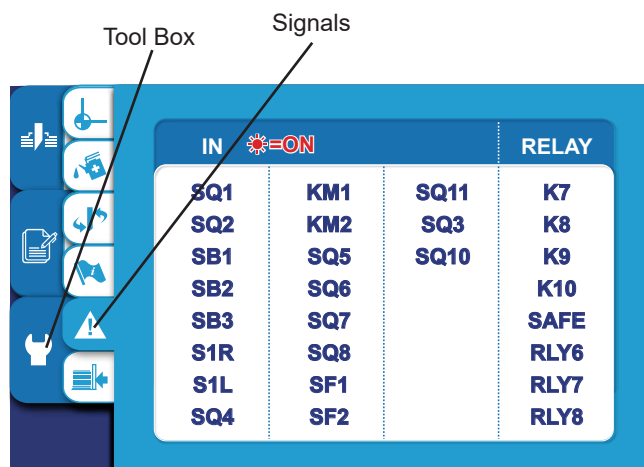 Tool Box
Signals
IN =ON RELAY
SQ1 KM1 SQ11 K7
SQ2 KM2 SQ3 K8
SB1 SQ5 SQ10 K9
SB2 SQ6 K10
SB3 SQ7 SAFE
S1R SQ8 RLY6
S1L SF1 RLY7
SQ4 SF2 RLY8